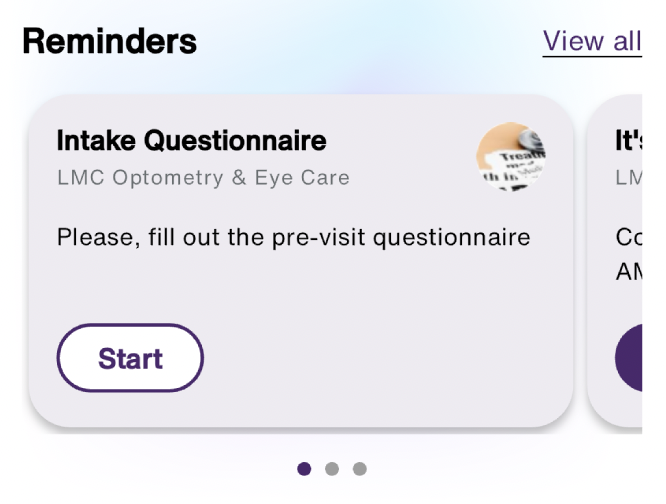 Reminders
View all
Intake Questionnaire
LMC Optometry & Eye Care
Please, fill out the pre-visit questionnaire
Start
It's
LM
Co
AM